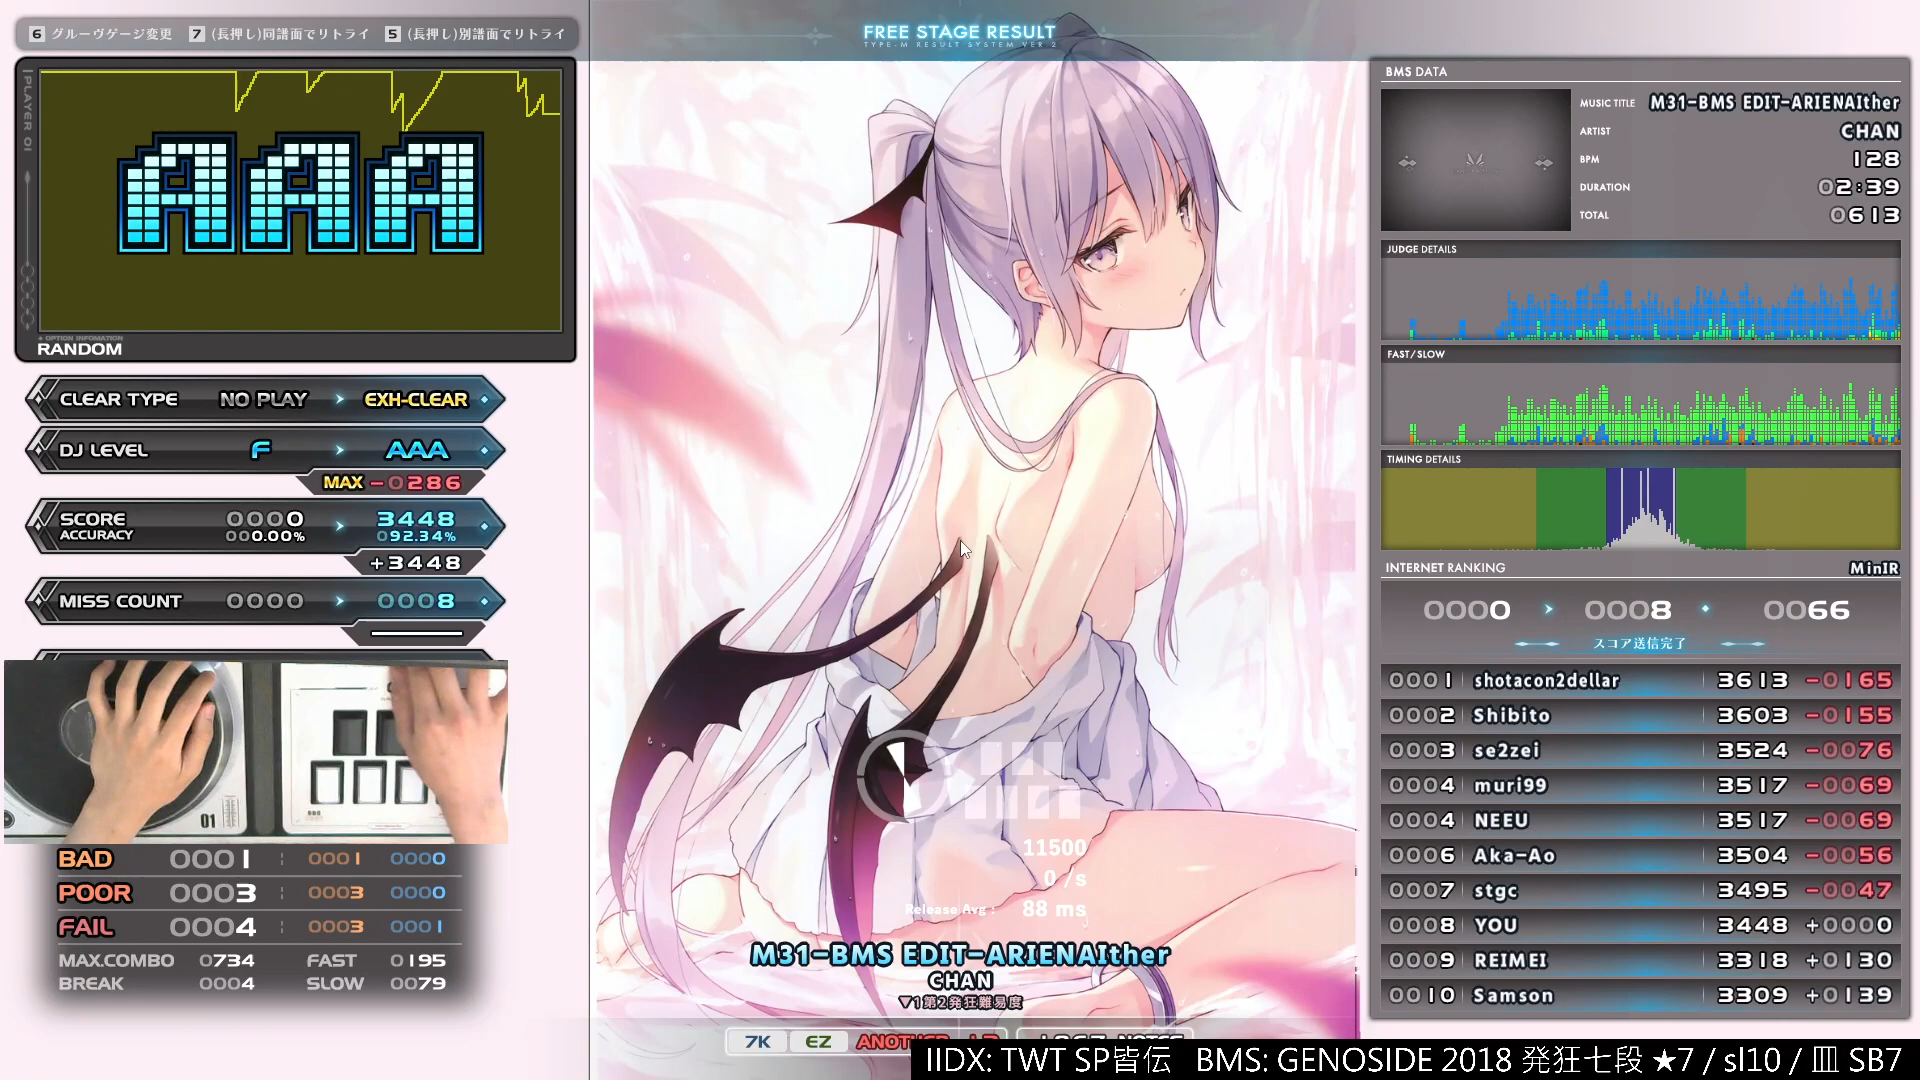 6 グルーヴゲージ変更 7 (長押し)同譜面でリトライ 5 (長押し)別譜面でリトライ
FREE STAGE RESULT
TYPE-M RESULT SYSTEM VER.2
PLAYER 01
AAA
OPTION INFOMATION
RANDOM
CLEAR TYPE NO PLAY EXH-CLEAR
DJ LEVEL F AAA
MAX -0286
SCORE 0000 3448
ACCURACY 000.00% 092.34%
+3448
MISS COUNT 0000 0008
01
BAD 0001 0001 0000
POOR 0003 0003 0000
FAIL 0004 0003 0001
MAX.COMBO 0734 FAST 0195
BREAK 0004 SLOW 0079
11500
0 /s
Release Avg : 88 ms
M31-BMS EDIT-ARIENAIther
CHAN
▼1第2発狂難易度
7K EZ ANOTHER
BMS DATA
MUSIC TITLE M31-BMS EDIT-ARIENAIther
ARTIST CHAN
BPM 128
DURATION 02:39
TOTAL 0613
JUDGE DETAILS
FAST/SLOW
TIMING DETAILS
INTERNET RANKING MinIR
0000 0008 0066
スコア送信完了
0001 shotacon2dellar 3613 -0165
0002 Shibito 3603 -0155
0003 se2zei 3524 -0076
0004 muri99 3517 -0069
0004 NEEU 3517 -0069
0006 Aka-Ao 3504 -0056
0007 stgc 3495 -0047
0008 YOU 3448 +0000
0009 REIMEI 3318 +0130
0010 Samson 3309 +0139
IIDX: TWT SP皆伝 BMS: GENOSIDE 2018 発狂七段 ★7 / sl10 / 皿 SB7